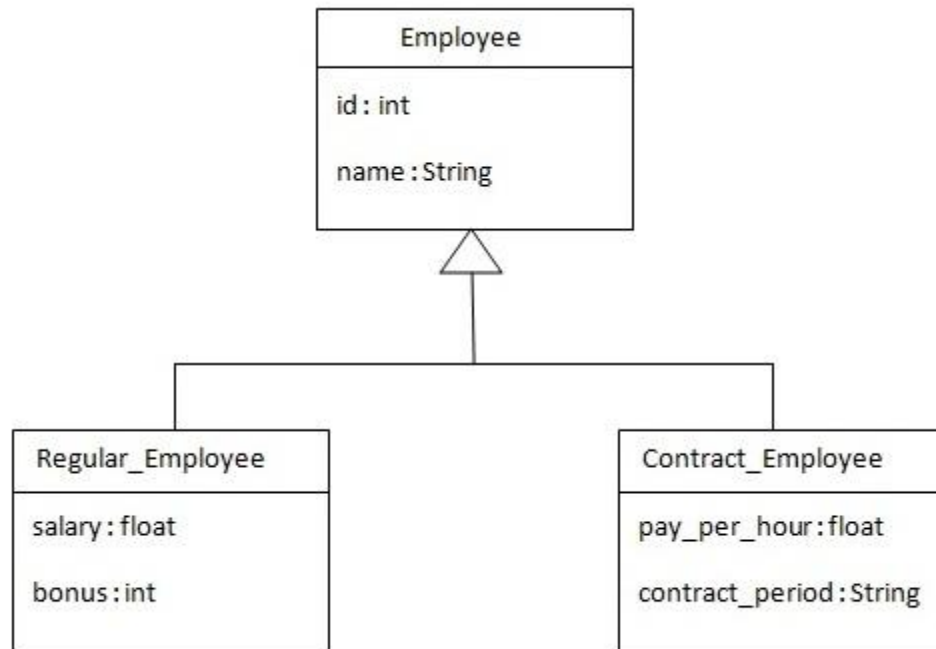 Employee
id: int
name:String
Regular_Employee
salary:float
bonus:int
Contract_Employee
pay_per_hour:float
contract_period:String